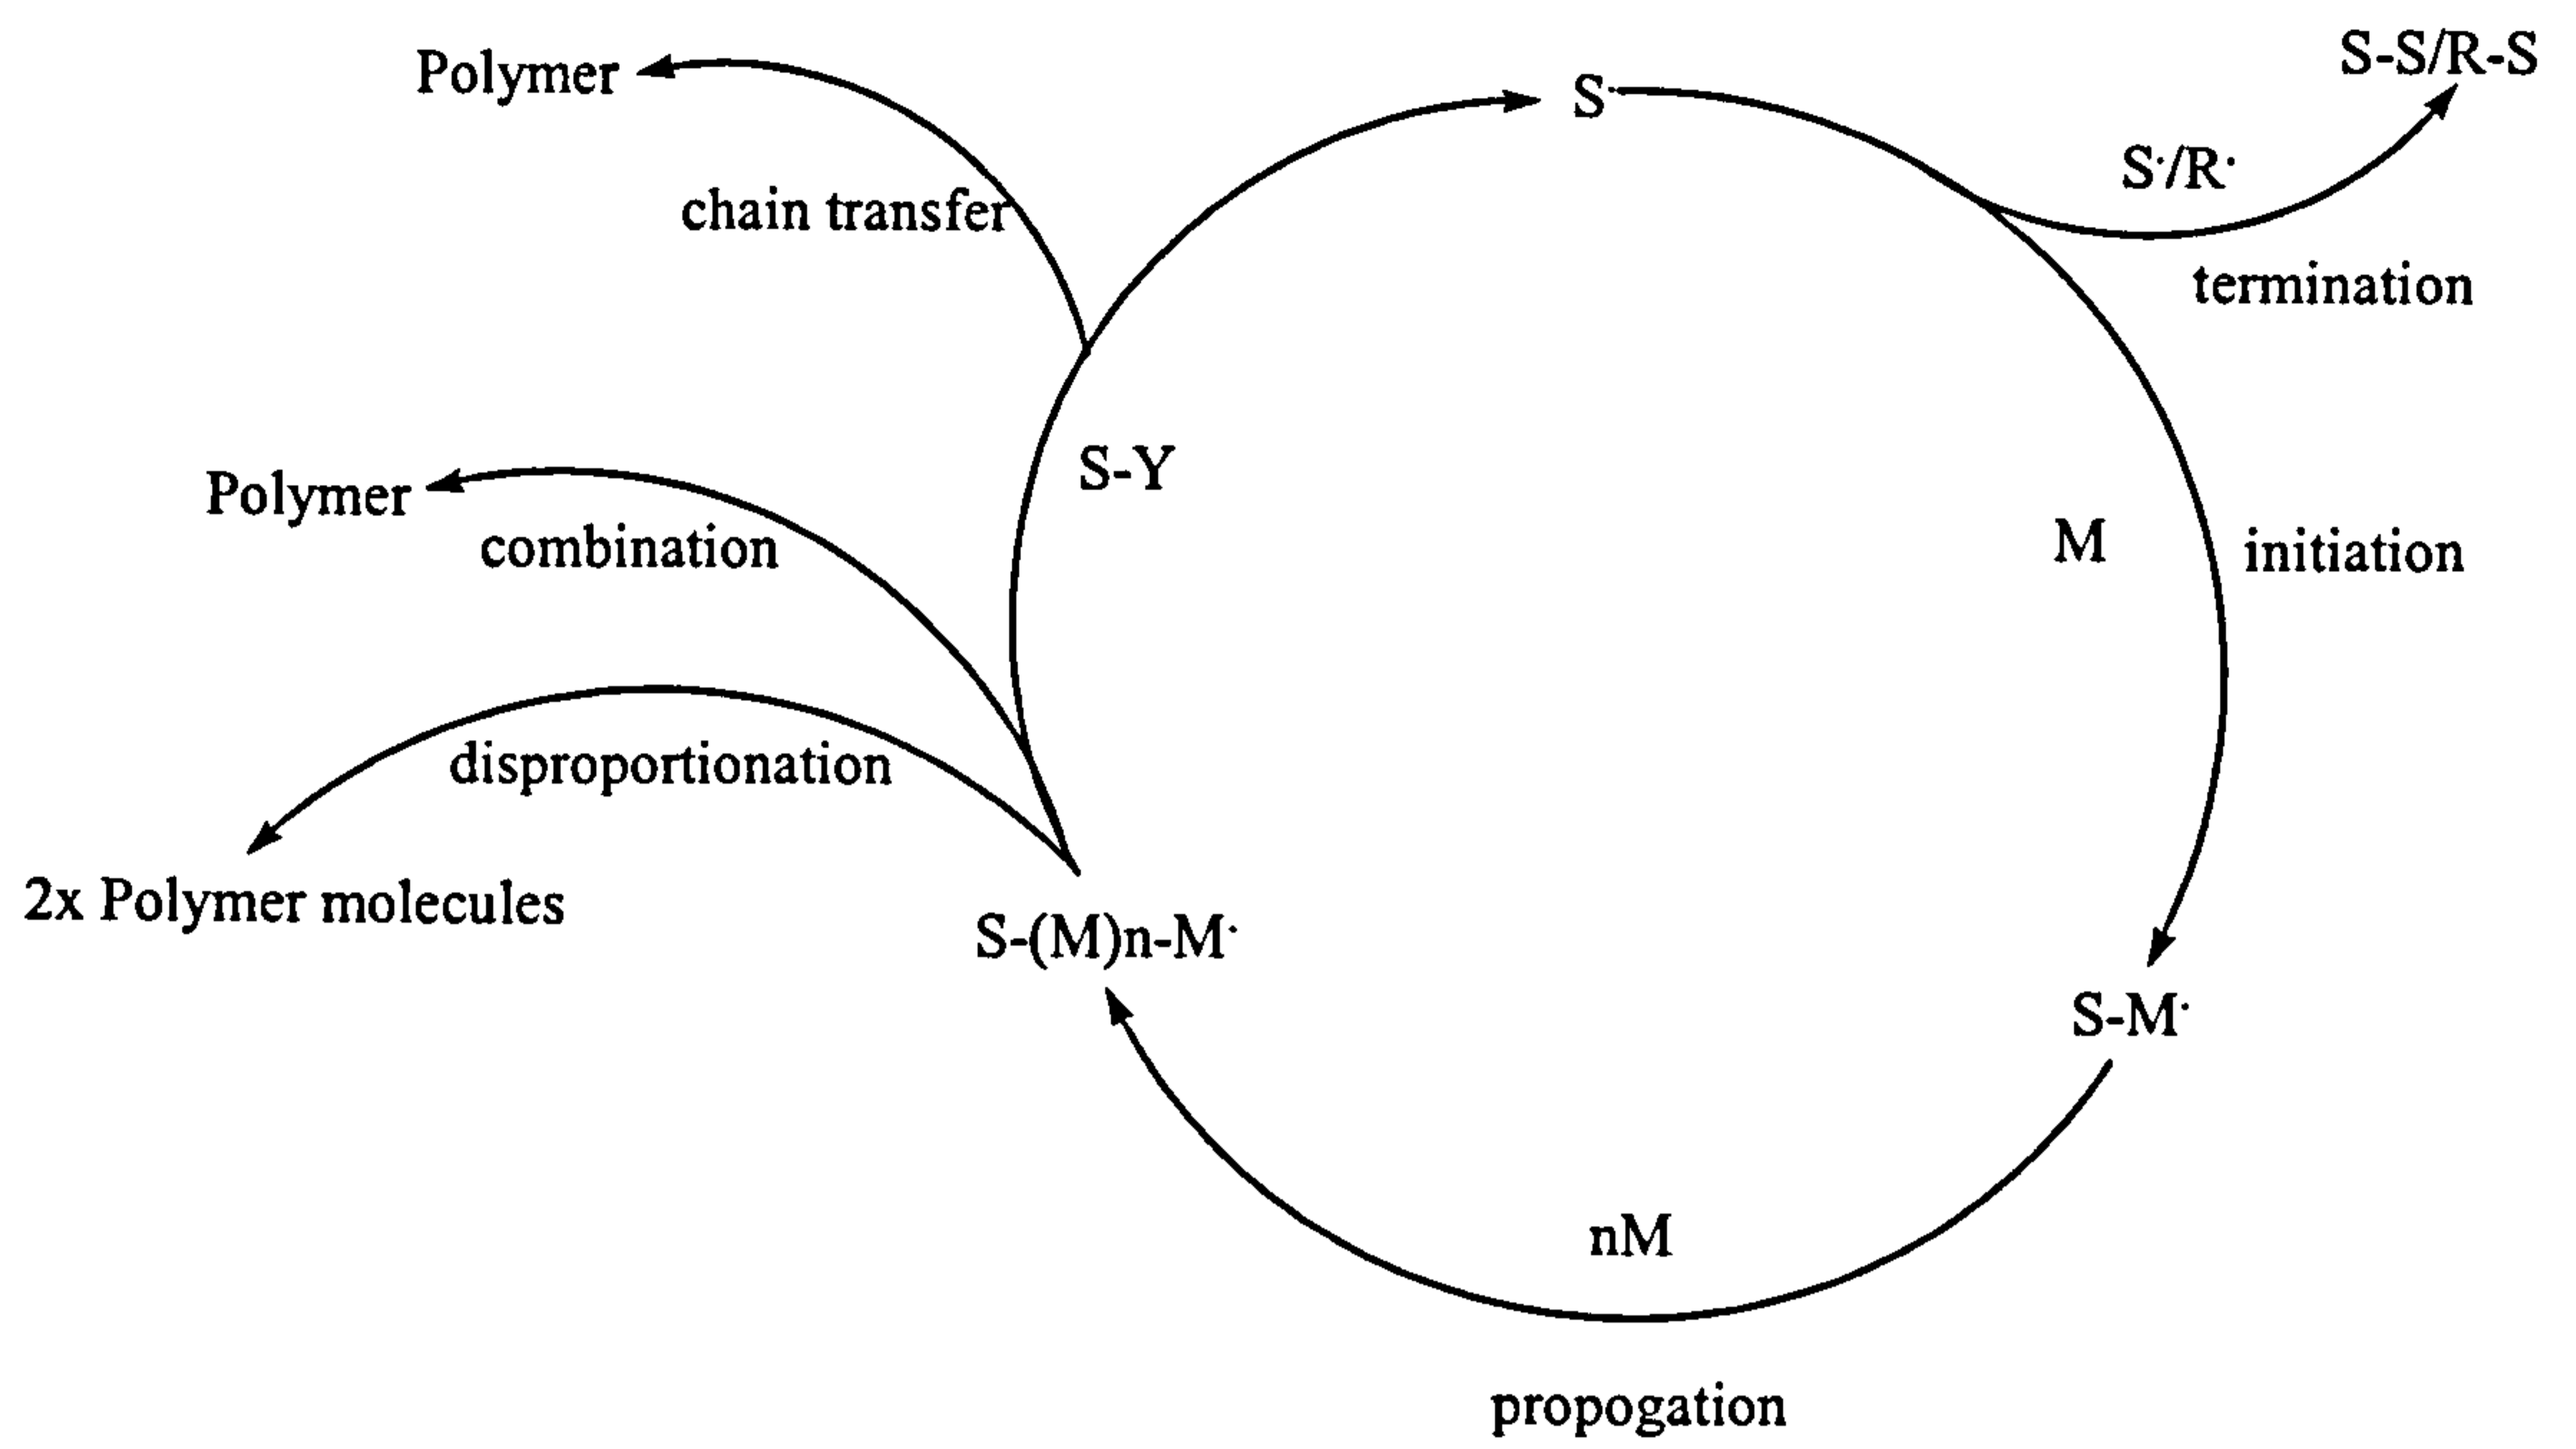 S-S/R-S
Polymer
S·
S·/R·
chain transfer
termination
S-Y
Polymer
combination
M
initiation
disproportionation
2x Polymer molecules
S-(M)n-M·
S-M·
nM
propogation